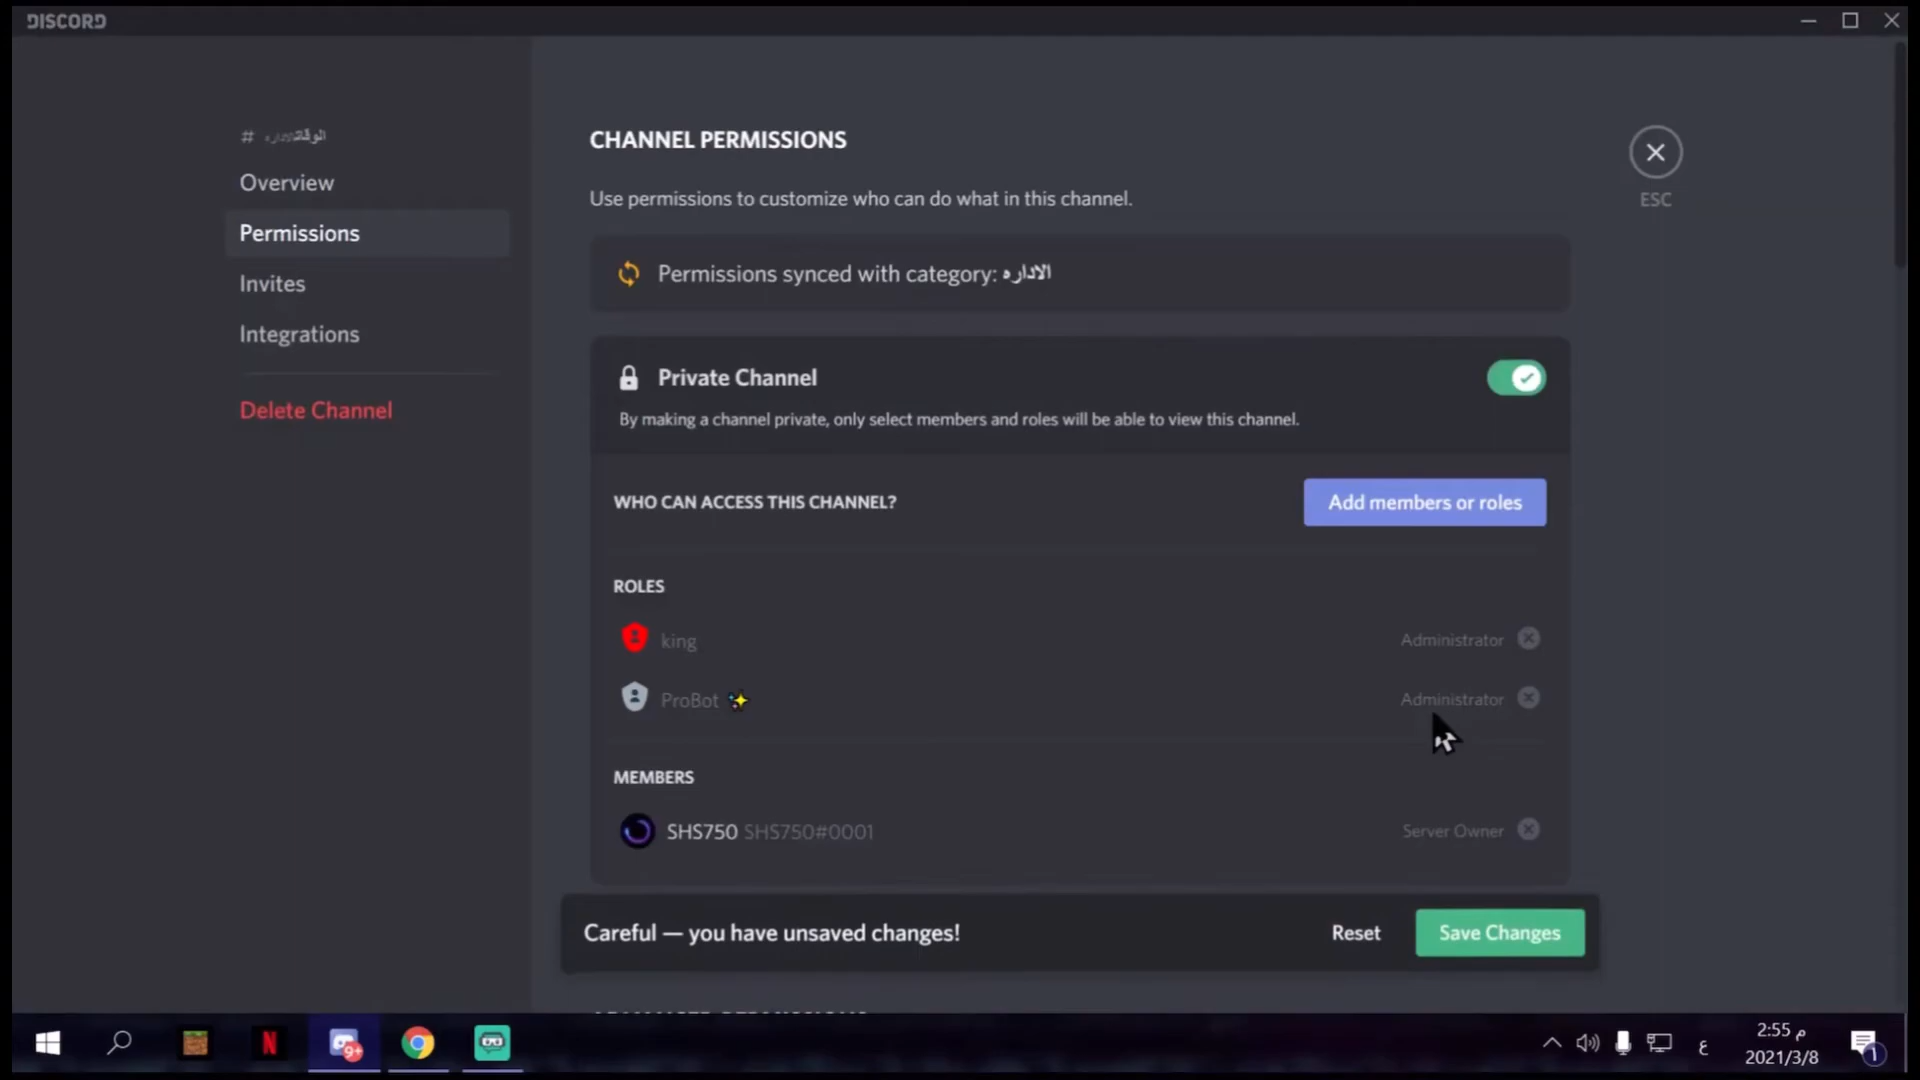 DISCORD
#
Overview
Permissions
Invites
Integrations
Delete Channel
CHANNEL PERMISSIONS
Use permissions to customize who can do what in this channel.
Permissions synced with category: الاداره
Private Channel
By making a channel private, only select members and roles will be able to view this channel.
WHO CAN ACCESS THIS CHANNEL?
Add members or roles
ROLES
king
Administrator
ProBot
Administrator
MEMBERS
SHS750 SHS750#0001
Server Owner
Careful — you have unsaved changes!
Reset
Save Changes
ESC
9+
ع
2:55 م
2021/3/8
1